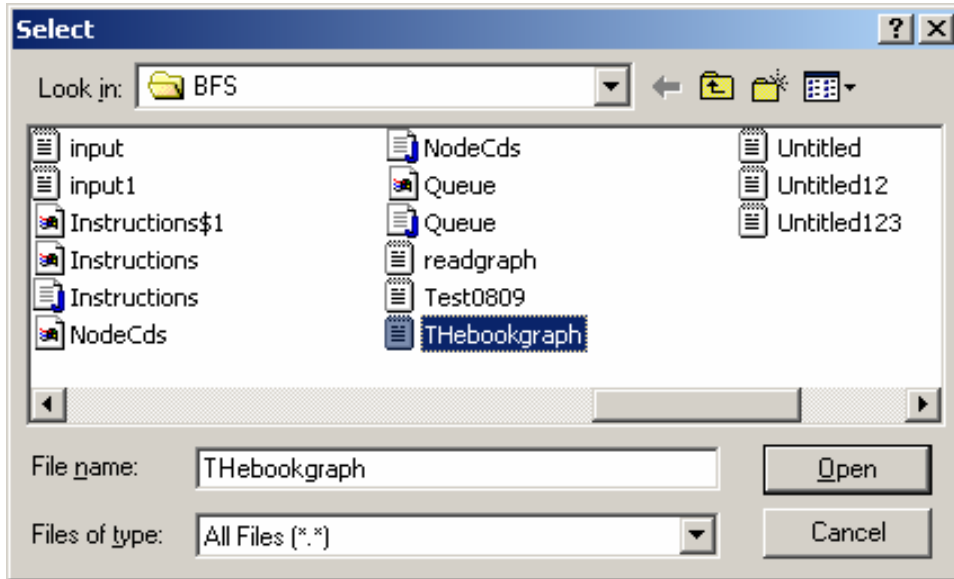 Select
Look in: BFS
input
input1
Instructions$1
Instructions
Instructions
NodeCds
NodeCds
Queue
Queue
readgraph
Test0809
THebookgraph
Untitled
Untitled12
Untitled123
File name: THebookgraph
Open
Files of type: All Files (*.*)
Cancel